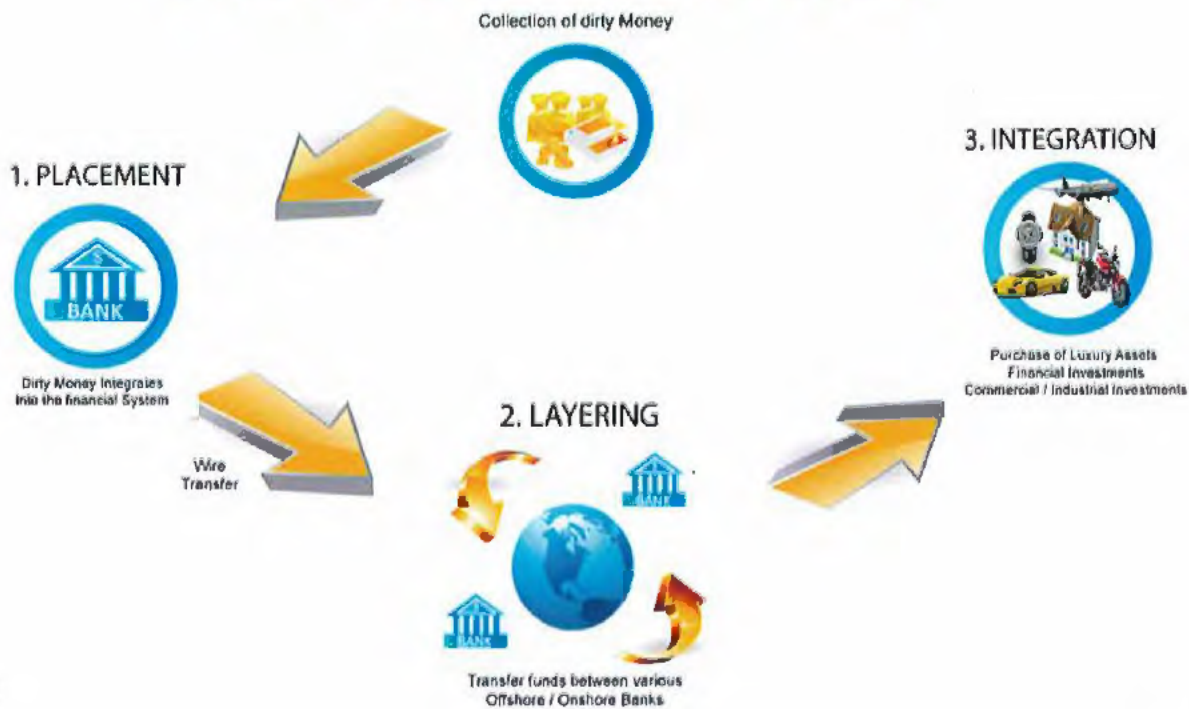 Collection of dirty Money
1. PLACEMENT
$
BANK
Dirty Money Integrates
Into the financial System
Wire
Transfer
2. LAYERING
BANK
BANK
Transfer funds between various
Offshore / Onshore Banks
3. INTEGRATION
Purchase of Luxury Assets
Financial Investments
Commercial / Industrial Investments